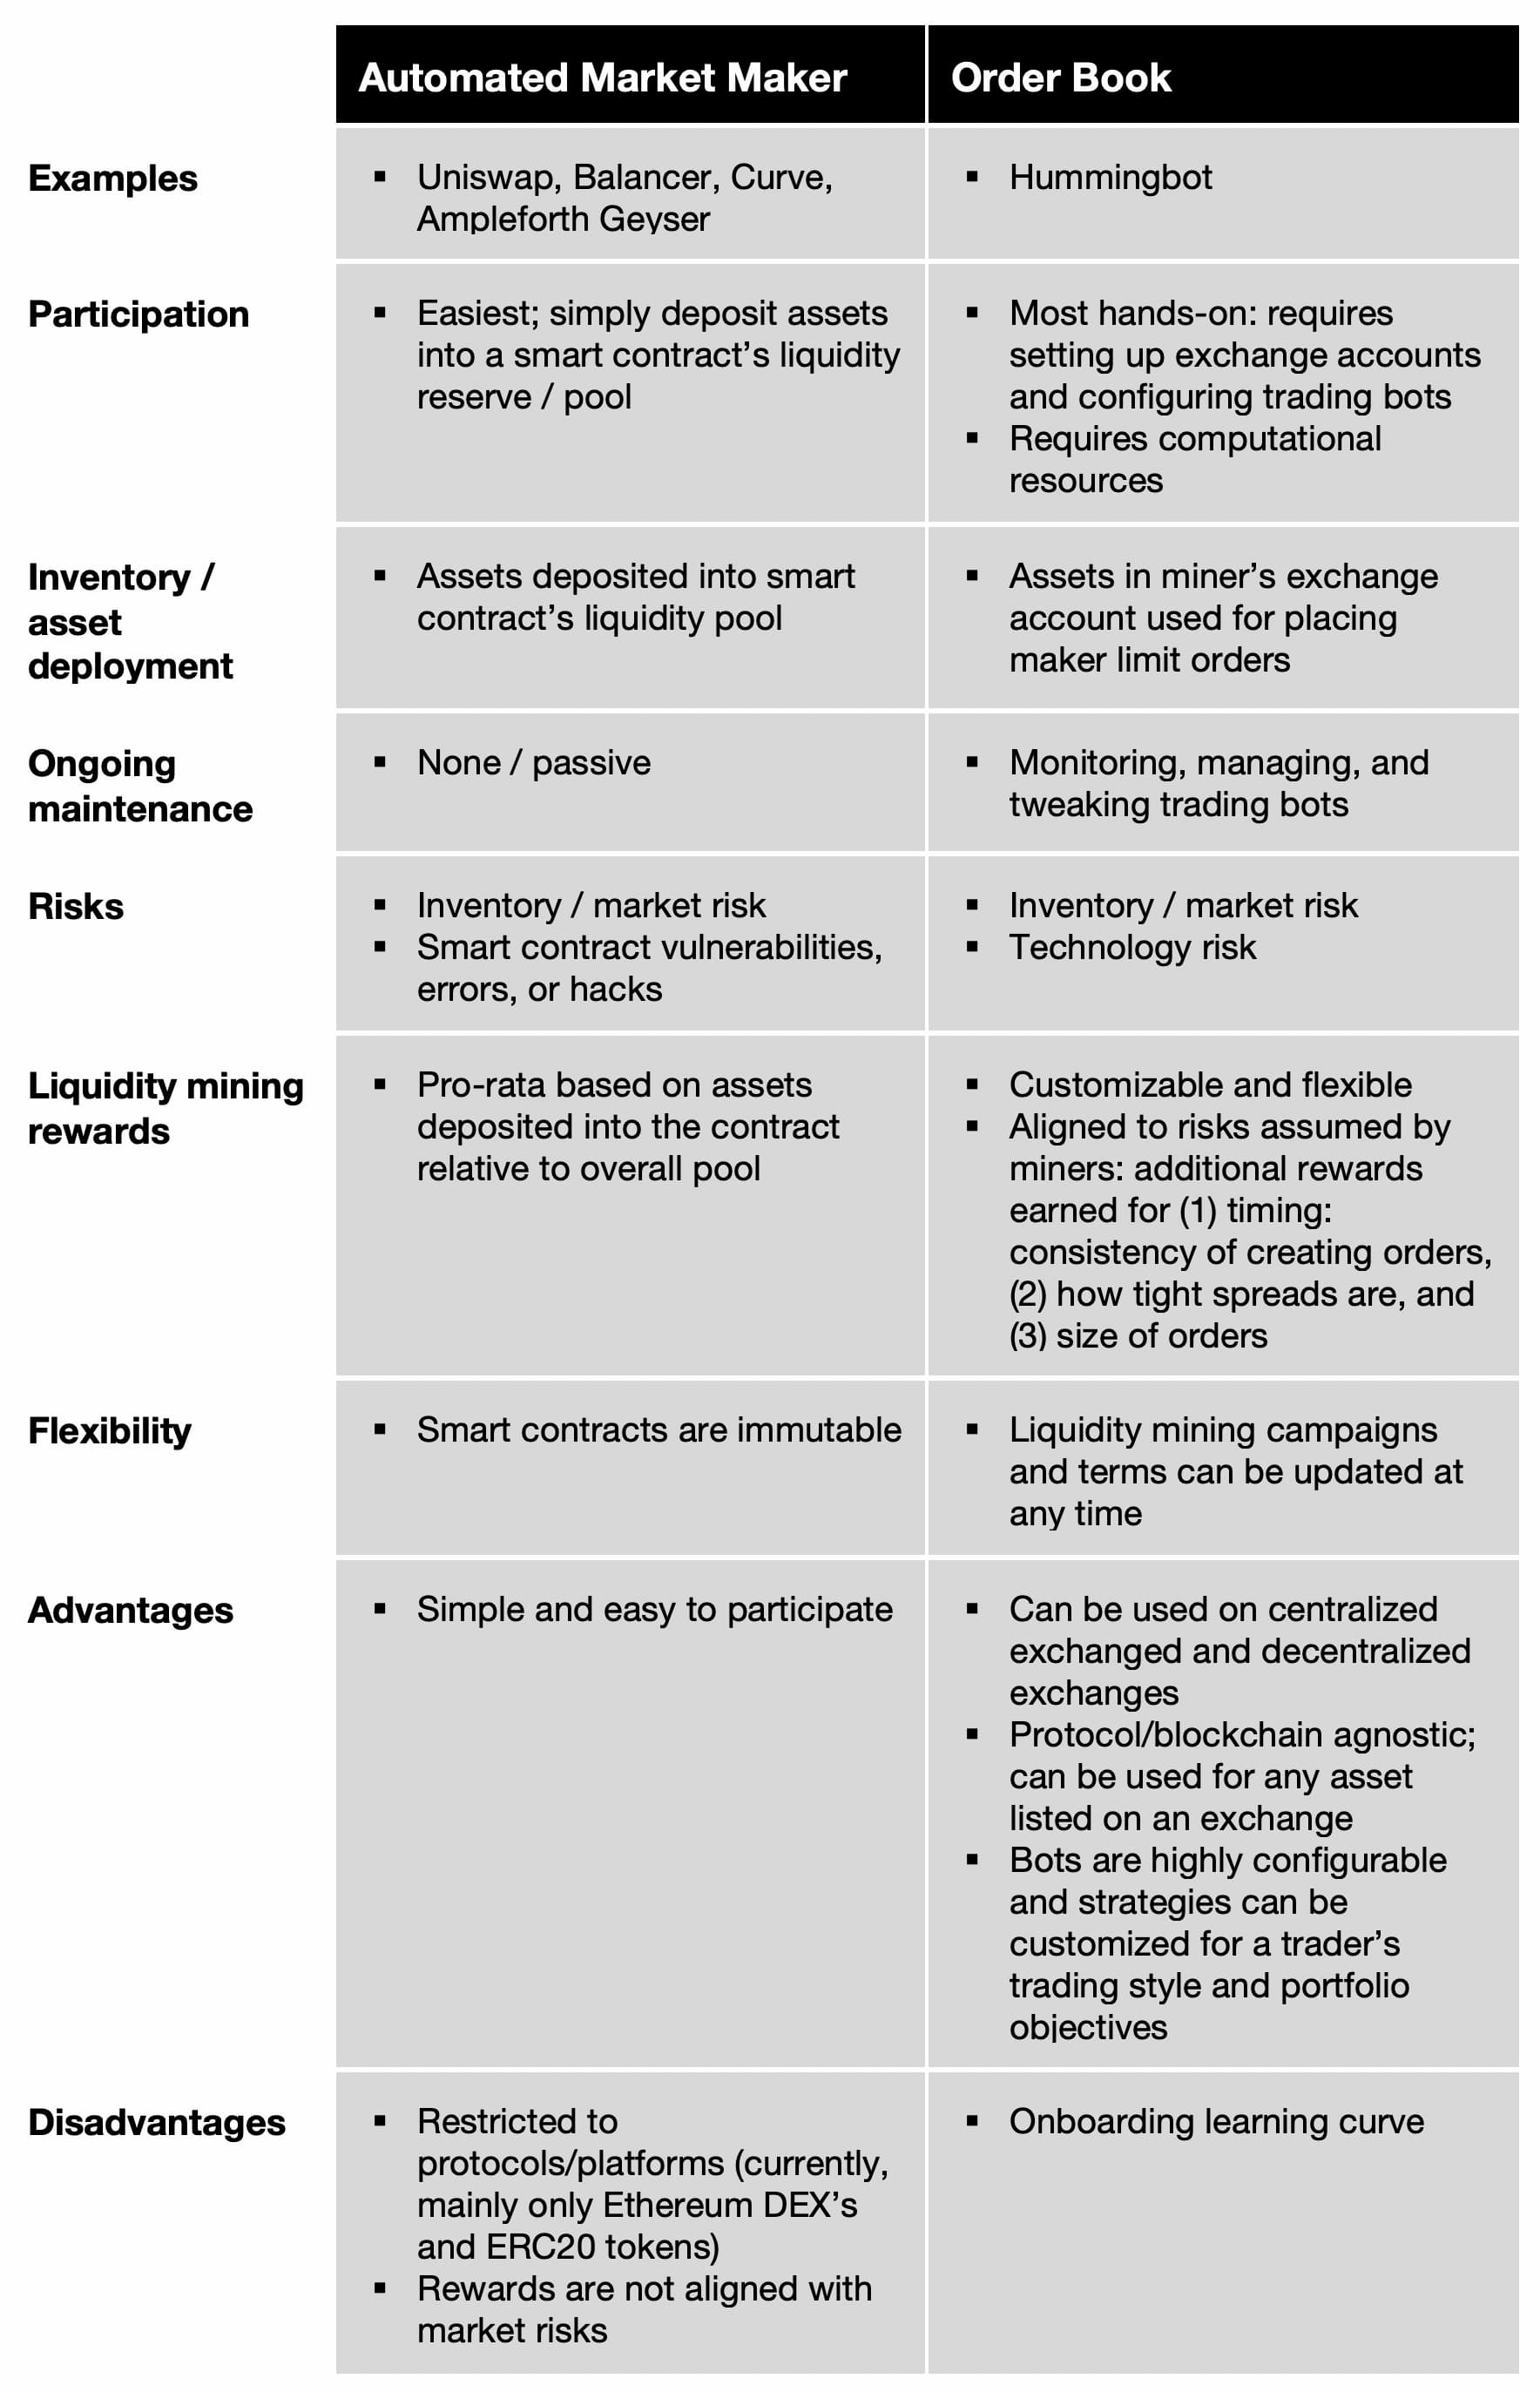 Automated Market Maker
Order Book
Examples
▪ Uniswap, Balancer, Curve,
Ampleforth Geyser
▪ Hummingbot
Participation
▪ Easiest; simply deposit assets
into a smart contract’s liquidity
reserve / pool
▪ Most hands-on: requires
setting up exchange accounts
and configuring trading bots
▪ Requires computational
resources
Inventory /
asset
deployment
▪ Assets deposited into smart
contract’s liquidity pool
▪ Assets in miner’s exchange
account used for placing
maker limit orders
Ongoing
maintenance
▪ None / passive
▪ Monitoring, managing, and
tweaking trading bots
Risks
▪ Inventory / market risk
▪ Smart contract vulnerabilities,
errors, or hacks
▪ Inventory / market risk
▪ Technology risk
Liquidity mining
rewards
▪ Pro-rata based on assets
deposited into the contract
relative to overall pool
▪ Customizable and flexible
▪ Aligned to risks assumed by
miners: additional rewards
earned for (1) timing:
consistency of creating orders,
(2) how tight spreads are, and
(3) size of orders
Flexibility
▪ Smart contracts are immutable
▪ Liquidity mining campaigns
and terms can be updated at
any time
Advantages
▪ Simple and easy to participate
▪ Can be used on centralized
exchanged and decentralized
exchanges
▪ Protocol/blockchain agnostic;
can be used for any asset
listed on an exchange
▪ Bots are highly configurable
and strategies can be
customized for a trader’s
trading style and portfolio
objectives
Disadvantages
▪ Restricted to
protocols/platforms (currently,
mainly only Ethereum DEX’s
and ERC20 tokens)
▪ Rewards are not aligned with
market risks
▪ Onboarding learning curve